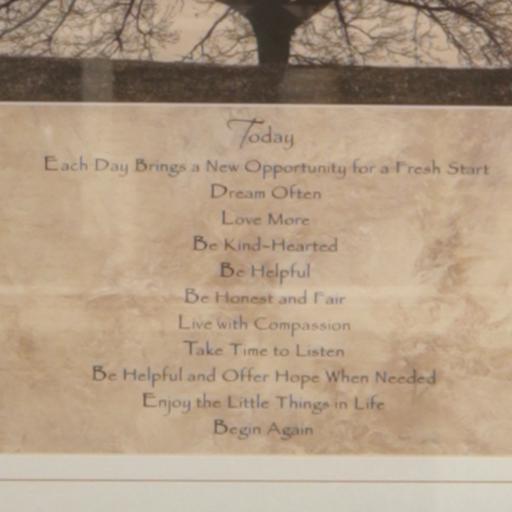 Today
Each Day Brings a New Opportunity for a Fresh Start
Dream Often
Love More
Be Kind-Hearted
Be Helpful
Be Honest and Fair
Live with Compassion
Take Time to Listen
Be Helpful and Offer Hope When Needed
Enjoy the Little Things in Life
Begin Again